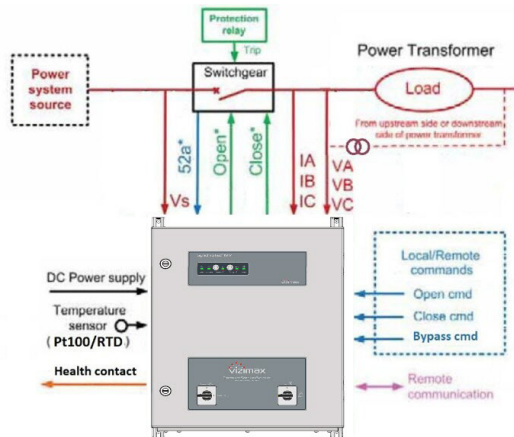 Protection
relay
Trip
Power Transformer
Switchgear
Power
system
source
Load
From upstream side or downstream
side of power transformer
52a*
Open*
Close*
Vs
IA
IB
IC
VA
VB
VC
Local/Remote
commands
DC Power supply
Open cmd
Temperature
sensor
Close cmd
(Pt100/RTD)
Bypass cmd
Health contact
vizimax
Remote
communication